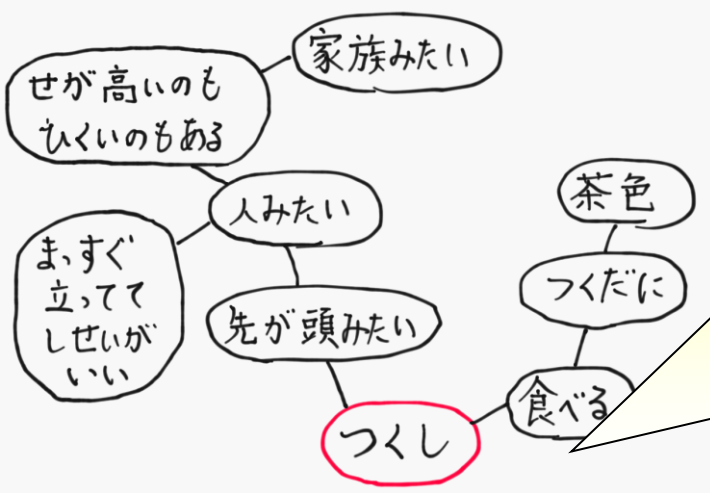 家族みたい
せが高いのも
ひくいのもある
人みたい
茶色
まっすぐ
立ってて
しせいが
いい
つくだに
先が頭みたい
食べる
つくし